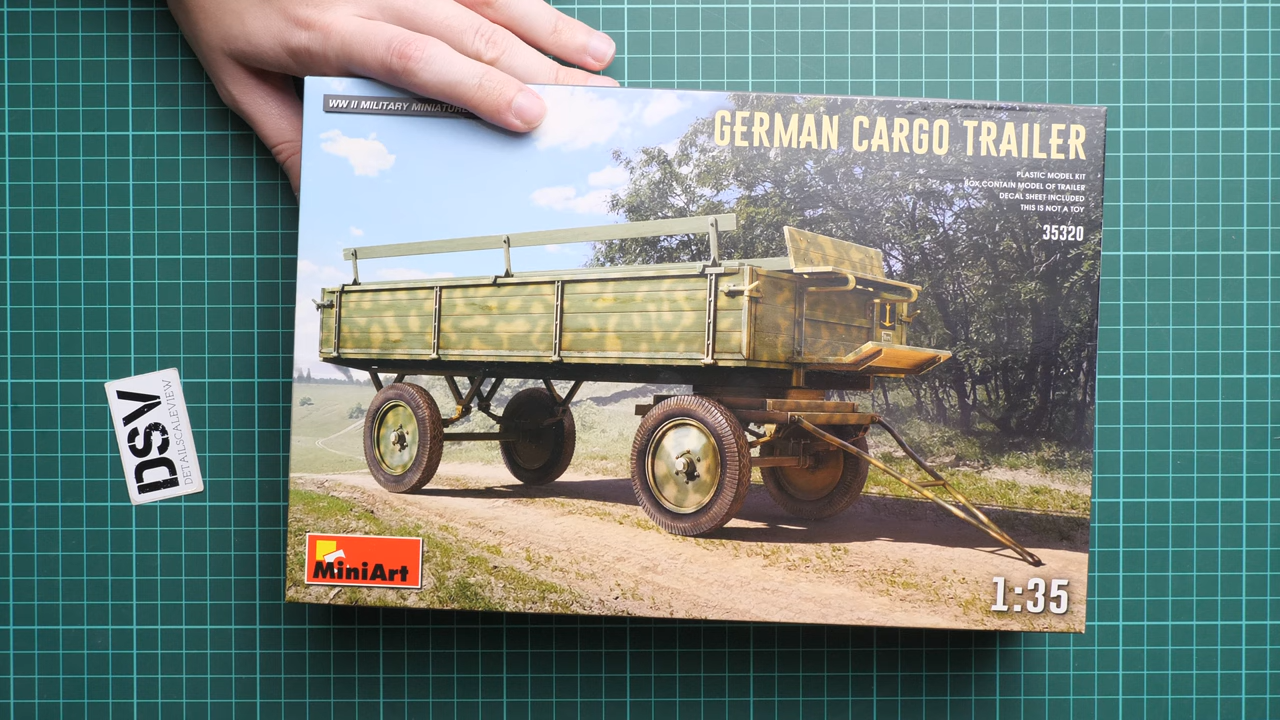 WW II MILITARY MINIATURE
GERMAN CARGO TRAILER
PLASTIC MODEL KIT
BOX CONTAIN MODEL OF TRAILER
DECAL SHEET INCLUDED
THIS IS NOT A TOY
35320
DSV
DETAILSCALEVIEW
MiniArt
1:35